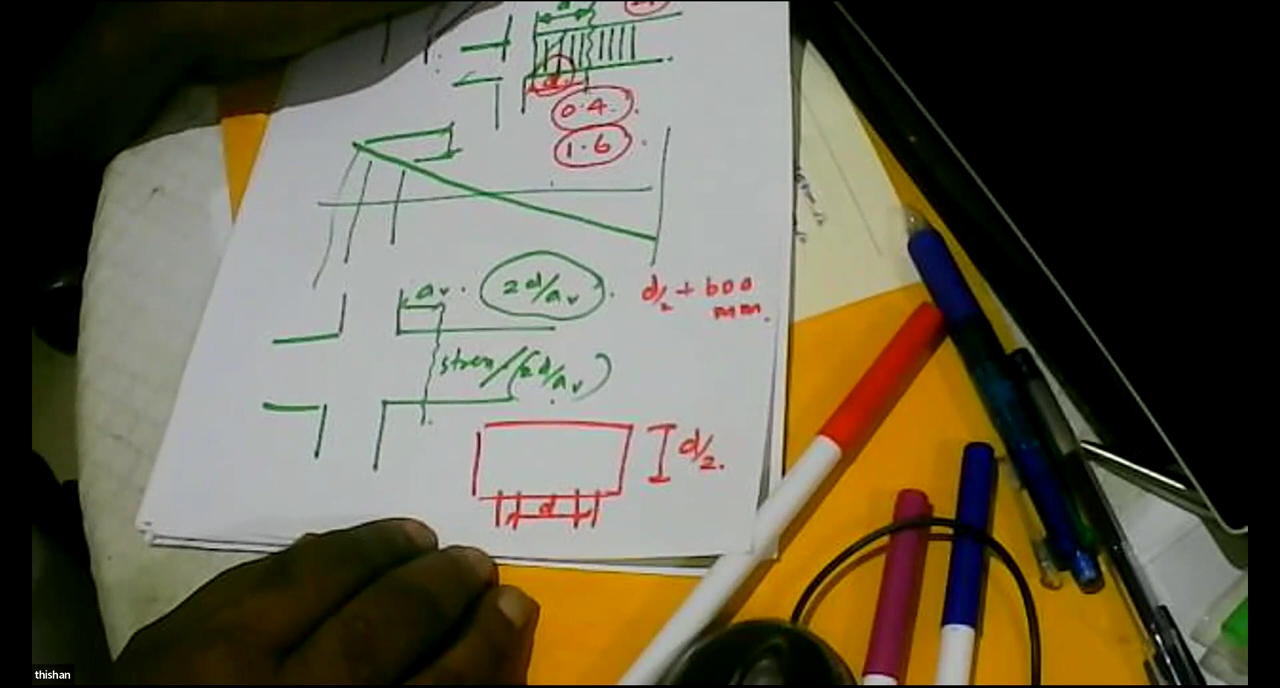 d
0.4
1.6
av. 2d/av. d/2 + 600
mm.
stress/(2d/av)
d/2.
d
thishan